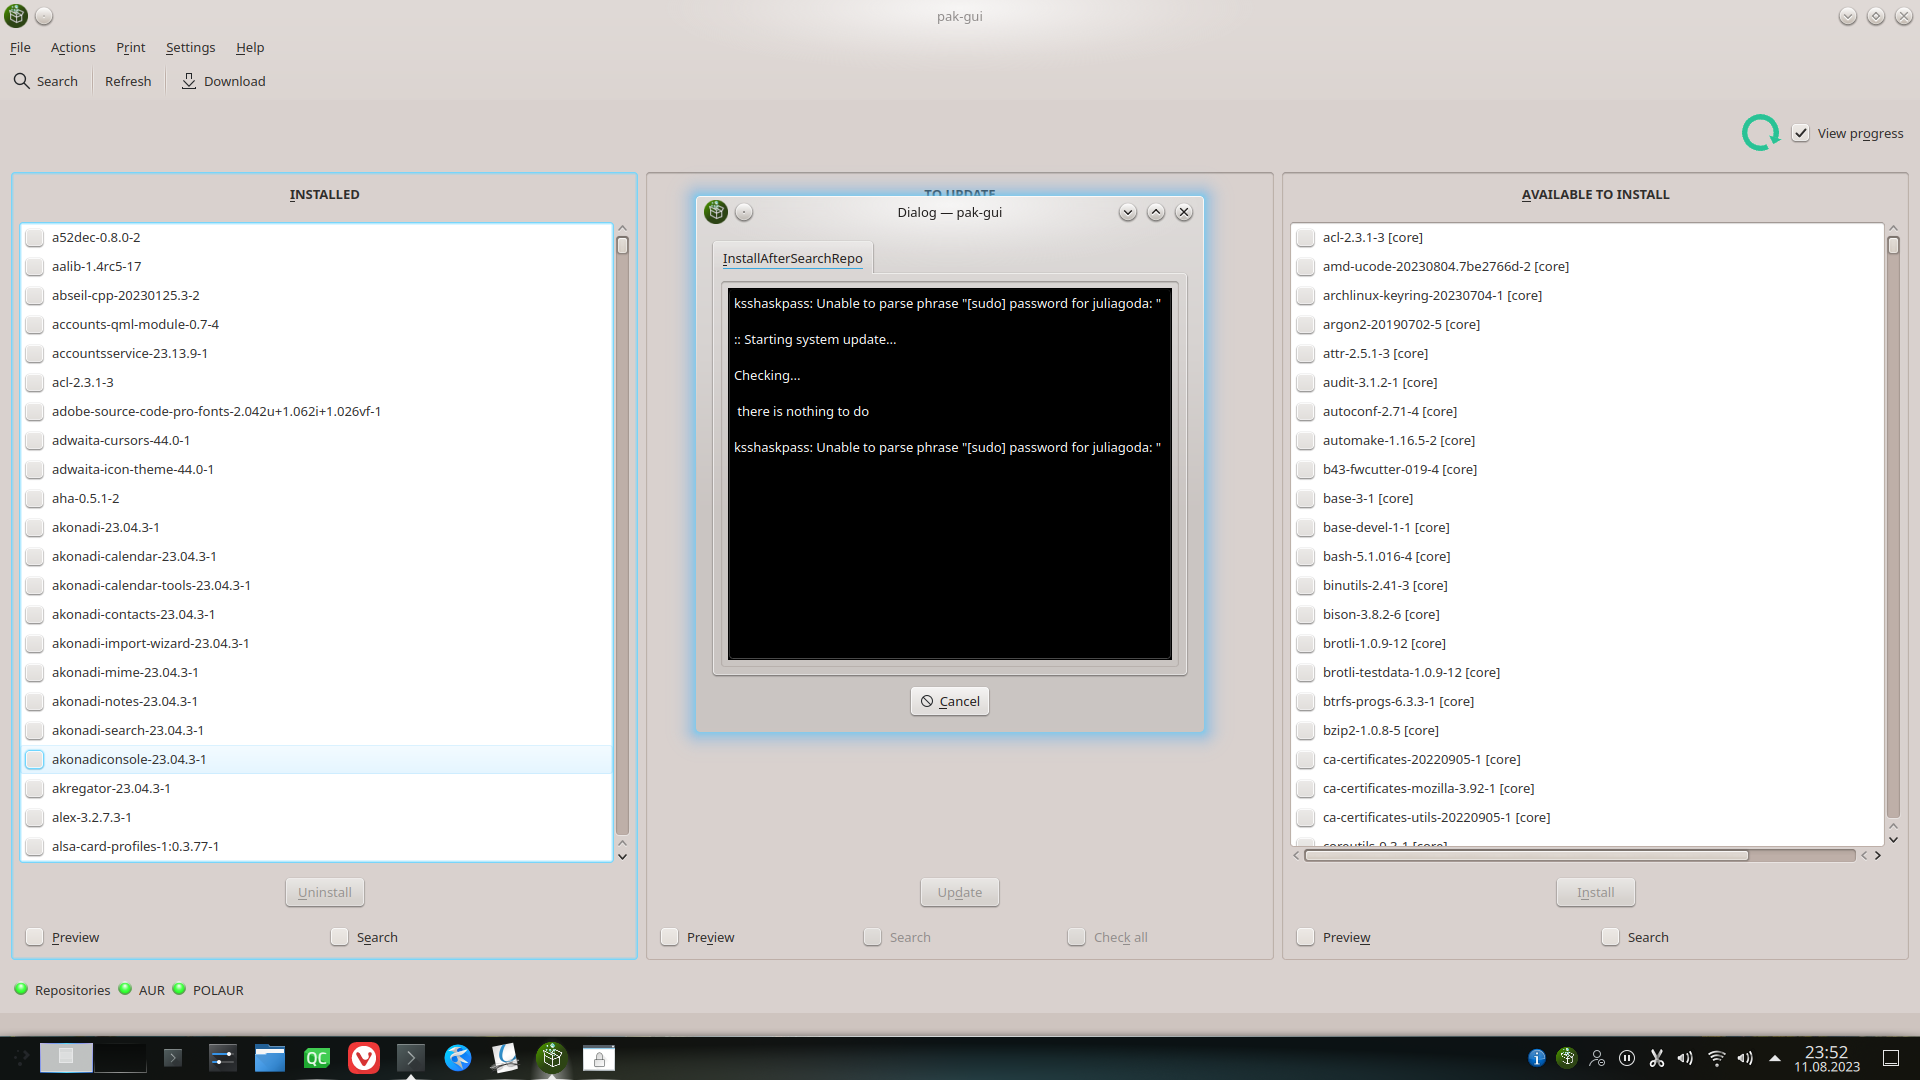 pak-gui
File Actions Print Settings Help
Search Refresh Download
View progress
INSTALLED
a52dec-0.8.0-2
aalib-1.4rc5-17
abseil-cpp-20230125.3-2
accounts-qml-module-0.7-4
accountsservice-23.13.9-1
acl-2.3.1-3
adobe-source-code-pro-fonts-2.042u+1.062i+1.026vf-1
adwaita-cursors-44.0-1
adwaita-icon-theme-44.0-1
aha-0.5.1-2
akonadi-23.04.3-1
akonadi-calendar-23.04.3-1
akonadi-calendar-tools-23.04.3-1
akonadi-contacts-23.04.3-1
akonadi-import-wizard-23.04.3-1
akonadi-mime-23.04.3-1
akonadi-notes-23.04.3-1
akonadi-search-23.04.3-1
akonadiconsole-23.04.3-1
akregator-23.04.3-1
alex-3.2.7.3-1
alsa-card-profiles-1:0.3.77-1
Uninstall
Preview Search
TO UPDATE
Dialog — pak-gui
InstallAfterSearchRepo
ksshaskpass: Unable to parse phrase "[sudo] password for juliagoda: "
:: Starting system update...
Checking...
there is nothing to do
ksshaskpass: Unable to parse phrase "[sudo] password for juliagoda: "
Cancel
Update
Preview Search Check all
AVAILABLE TO INSTALL
acl-2.3.1-3 [core]
amd-ucode-20230804.7be2766d-2 [core]
archlinux-keyring-20230704-1 [core]
argon2-20190702-5 [core]
attr-2.5.1-3 [core]
audit-3.1.2-1 [core]
autoconf-2.71-4 [core]
automake-1.16.5-2 [core]
b43-fwcutter-019-4 [core]
base-3-1 [core]
base-devel-1-1 [core]
bash-5.1.016-4 [core]
binutils-2.41-3 [core]
bison-3.8.2-6 [core]
brotli-1.0.9-12 [core]
brotli-testdata-1.0.9-12 [core]
btrfs-progs-6.3.3-1 [core]
bzip2-1.0.8-5 [core]
ca-certificates-20220905-1 [core]
ca-certificates-mozilla-3.92-1 [core]
ca-certificates-utils-20220905-1 [core]
coreutils-9.3-1 [core]
Install
Preview Search
Repositories AUR POLAUR
QC
23:52
11.08.2023